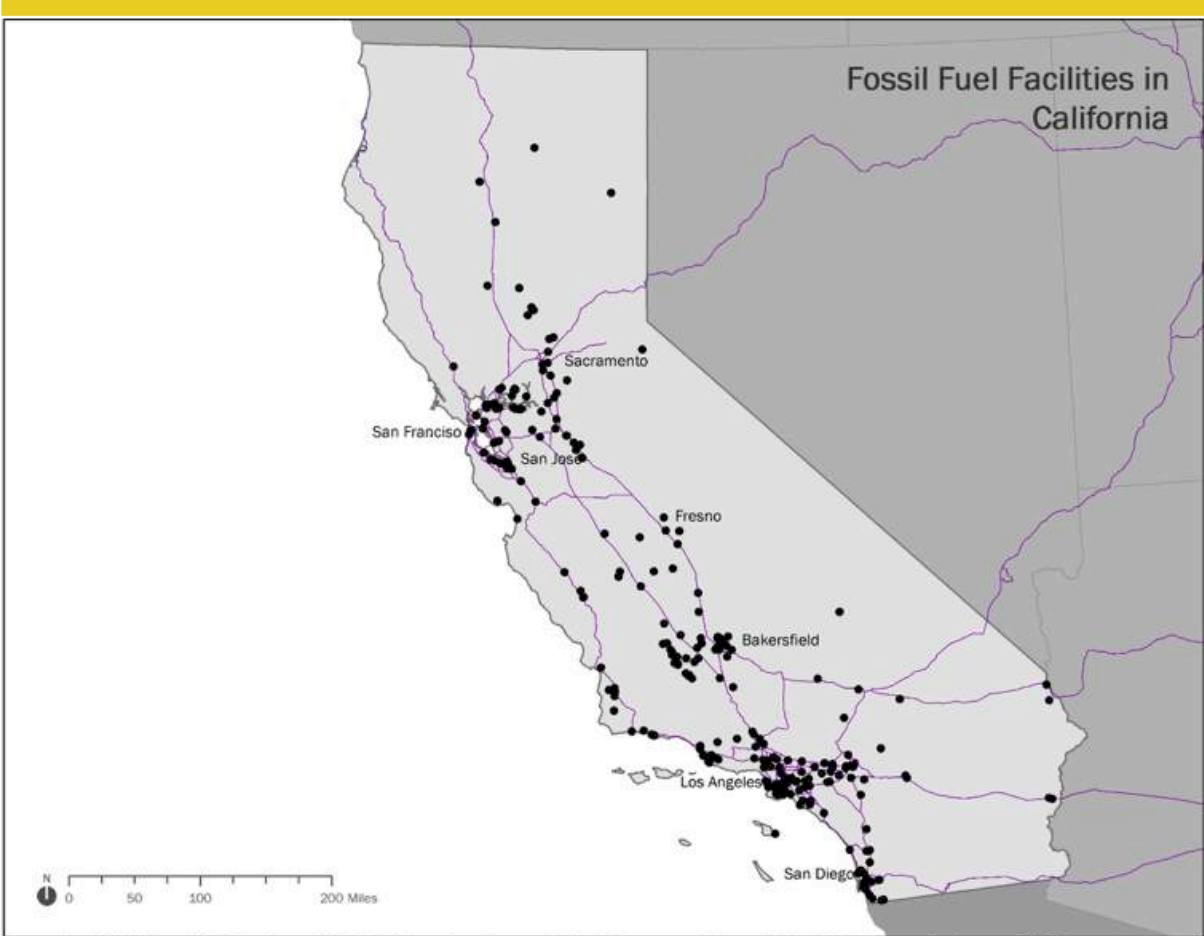 Fossil Fuel Facilities in
California
Sacramento
San Franciso
San Jose
Fresno
Bakersfield
Los Angeles
San Diego
N
0 50 100 200 Miles